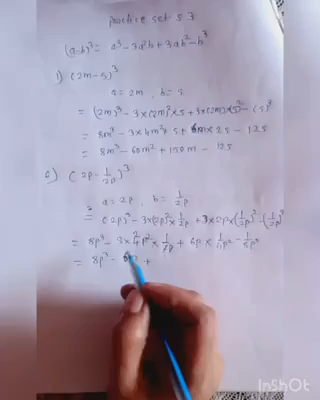 Practice set 5.3
(a-b)³ = a³ - 3a²b + 3ab² - b³
1) (2m - 5)³
a = 2m , b = 5
= (2m)³ - 3×(2m)² × 5 + 3×(2m)×(5)² - (5)³
= 8m³ - 3×4m² × 5 + 6m × 25 - 125
= 8m³ - 60m² + 150m - 125
(2p - 1/2p)³
a = 2p , b = 1/2p
= (2p)³ - 3×(2p)² × 1/2p + 3×2p×(1/2p)² - (1/2p)³
= 8p³ - 3×4p² × 1/2p + 6p × 1/4p² - 1/8p³
= 8p³ - 6p +
InShOt